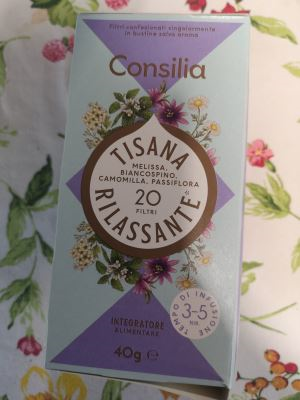 Filtri confezionati singolarmente
in bustine salva aroma
Consilia
TISANA
MELISSA,
BIANCOSPINO,
CAMOMILLA, PASSIFLORA
20
FILTRI
RILASSANTE
TEMPO DI INFUSIONE
3-5
MIN.
INTEGRATORE
ALIMENTARE
40g e